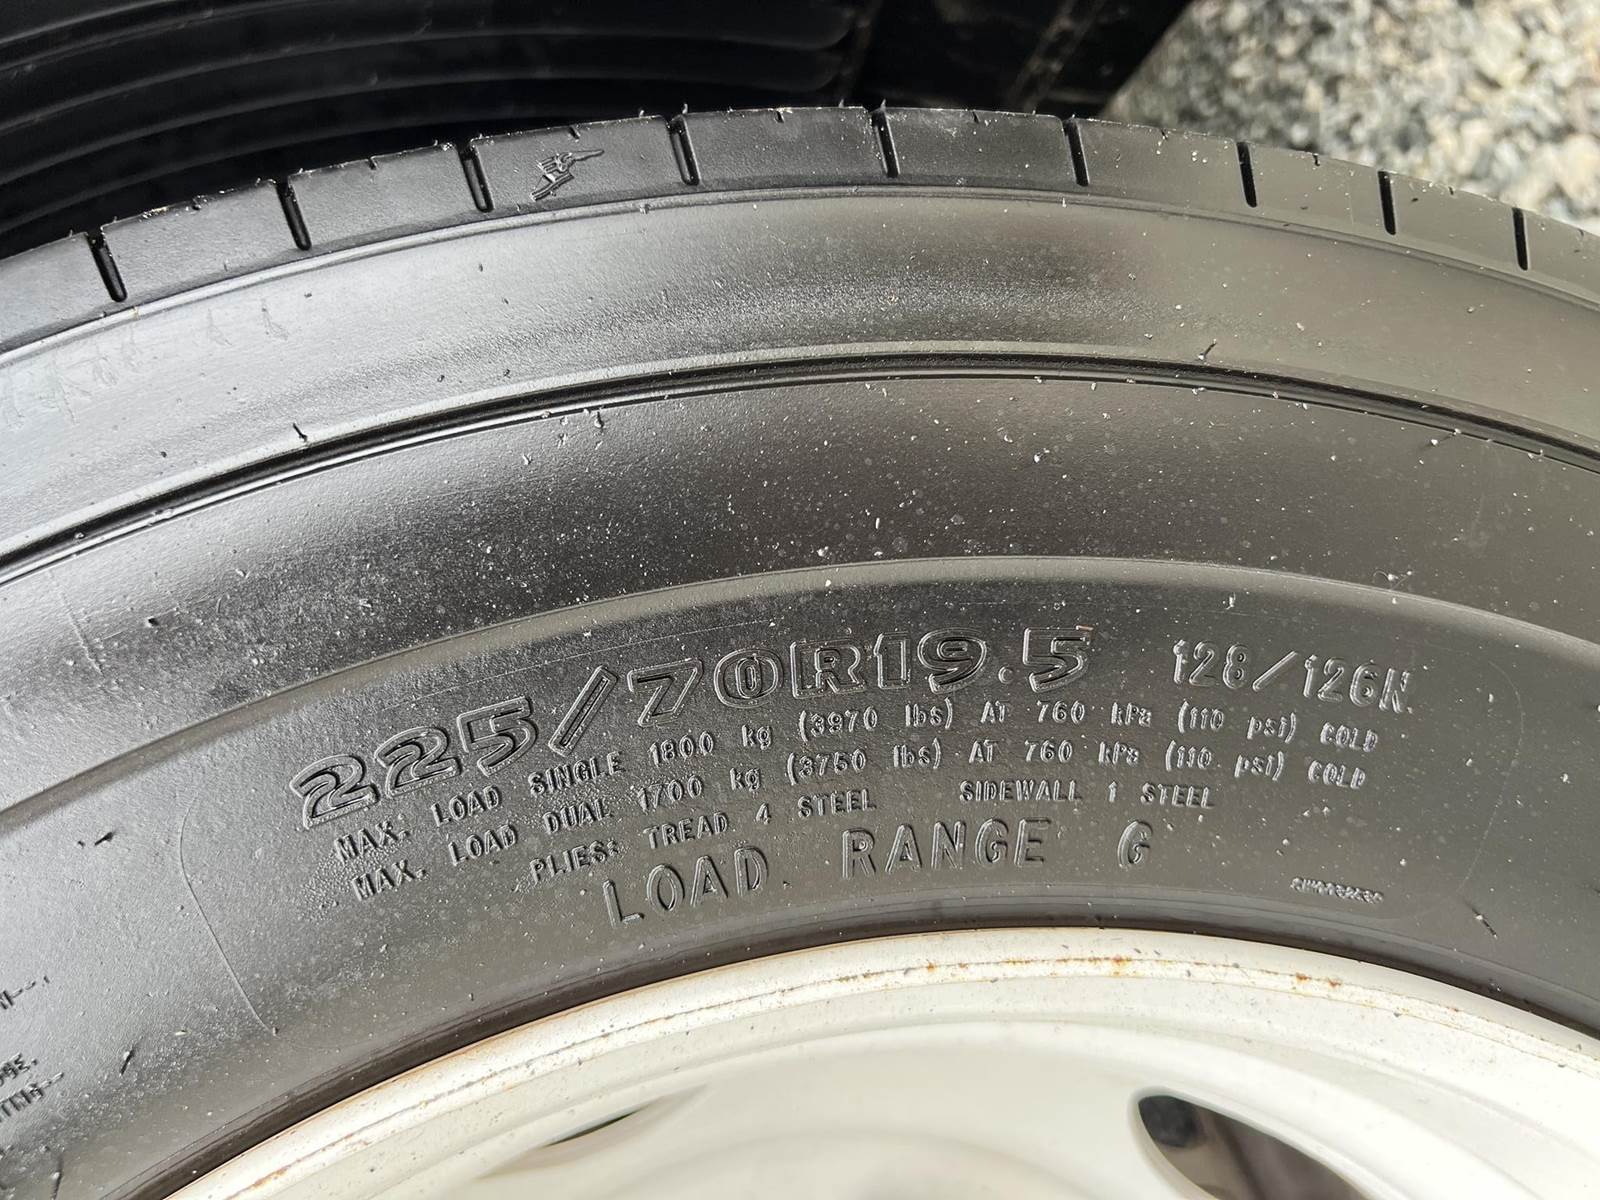 225/70R19.5 128/126N
MAX. LOAD SINGLE 1800 kg (3970 lbs) AT 760 kPa (110 psi) COLD
MAX. LOAD DUAL 1700 kg (3750 lbs) AT 760 kPa (110 psi) COLD
PLIES: TREAD 4 STEEL SIDEWALL 1 STEEL
LOAD RANGE G